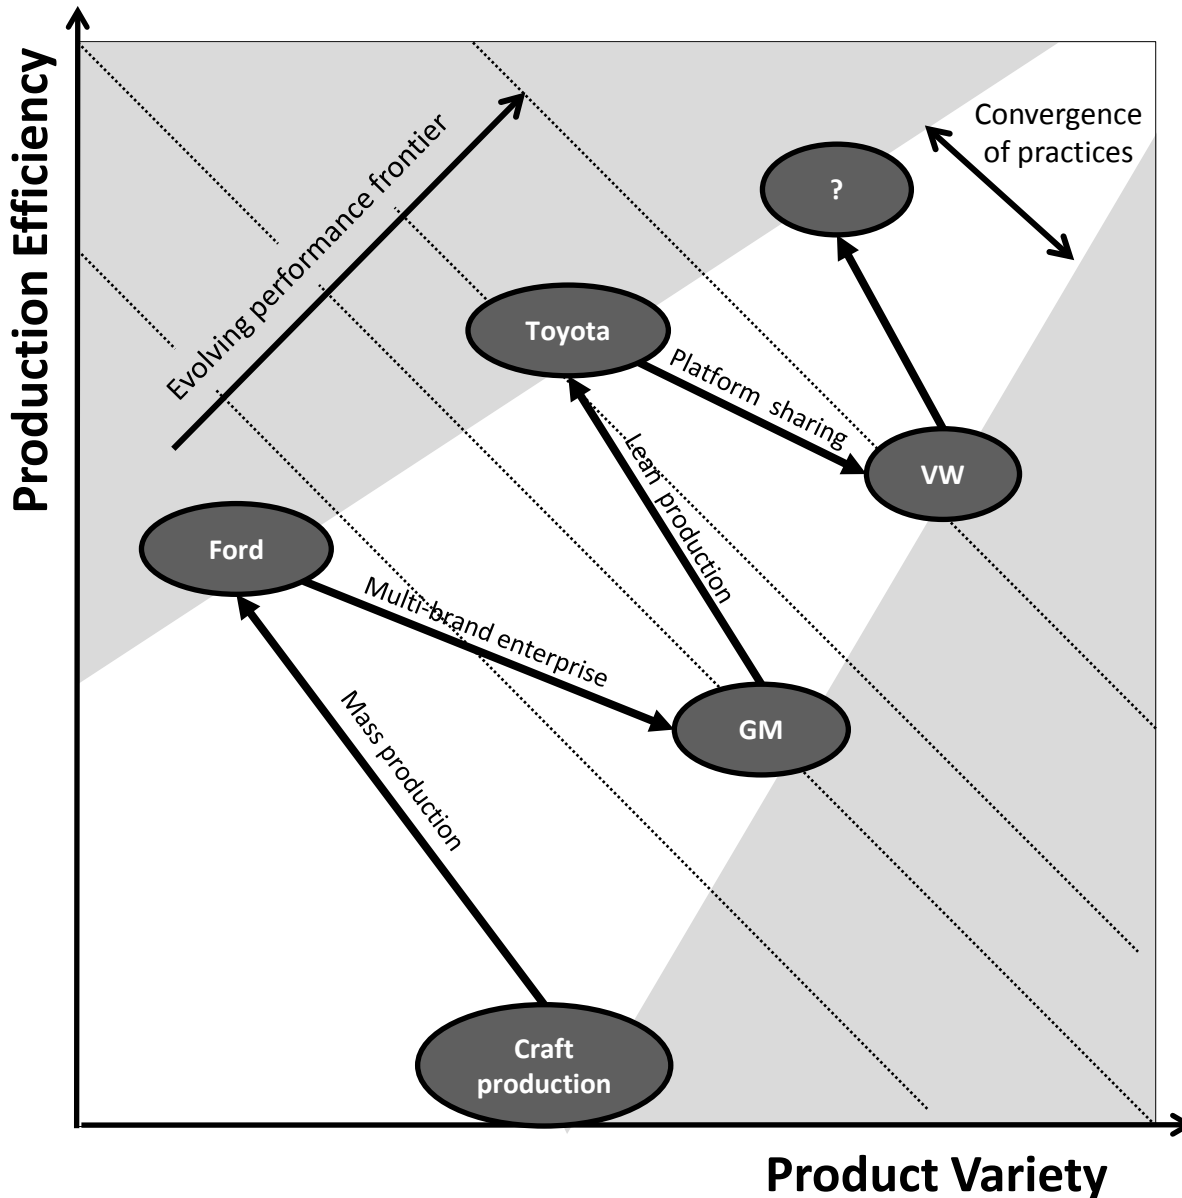 Production Efficiency
Evolving performance frontier
Convergence
of practices
?
Toyota
Platform sharing
VW
Lean production
Ford
Multi-brand enterprise
GM
Mass production
Craft
production
Product Variety